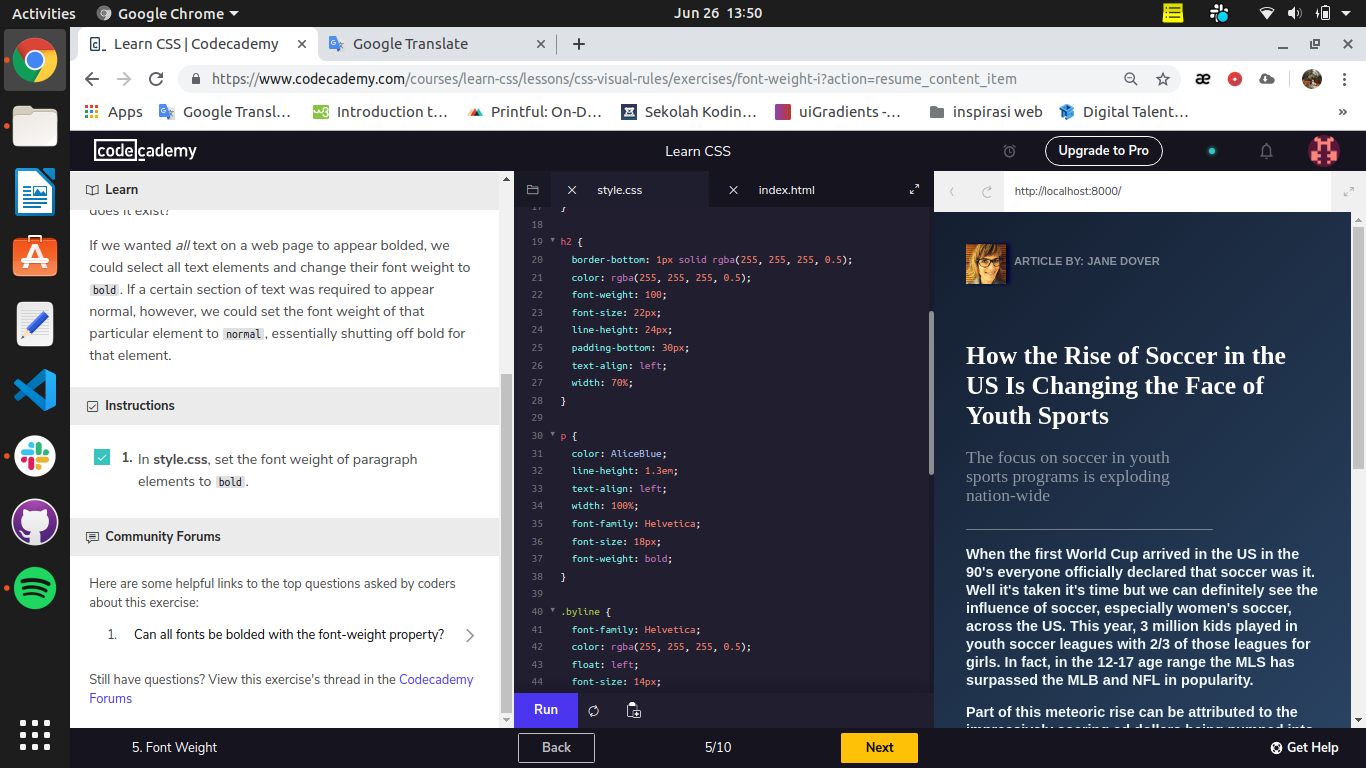 Activities
Google Chrome
Jun 26 13:50
Learn CSS | Codecademy
Google Translate
https://www.codecademy.com/courses/learn-css/lessons/css-visual-rules/exercises/font-weight-i?action=resume_content_item
Apps
Google Transl…
Introduction t…
Printful: On-D…
Sekolah Kodin…
uiGradients -…
inspirasi web
Digital Talent…
»
codecademy
Learn CSS
Upgrade to Pro
Learn
does it exist?
If we wanted all text on a web page to appear bolded, we
could select all text elements and change their font weight to
bold. If a certain section of text was required to appear
normal, however, we could set the font weight of that
particular element to normal, essentially shutting off bold for
that element.
Instructions
1. In style.css, set the font weight of paragraph
elements to bold.
Community Forums
Here are some helpful links to the top questions asked by coders
about this exercise:
1. Can all fonts be bolded with the font-weight property?
Still have questions? View this exercise's thread in the Codecademy
Forums
style.css
index.html
17 }
18
19 h2 {
20 border-bottom: 1px solid rgba(255, 255, 255, 0.5);
21 color: rgba(255, 255, 255, 0.5);
22 font-weight: 100;
23 font-size: 22px;
24 line-height: 24px;
25 padding-bottom: 30px;
26 text-align: left;
27 width: 70%;
28 }
29
30 p {
31 color: AliceBlue;
32 line-height: 1.3em;
33 text-align: left;
34 width: 100%;
35 font-family: Helvetica;
36 font-size: 18px;
37 font-weight: bold;
38 }
39
40 .byline {
41 font-family: Helvetica;
42 color: rgba(255, 255, 255, 0.5);
43 float: left;
44 font-size: 14px;
Run
http://localhost:8000/
ARTICLE BY: JANE DOVER
How the Rise of Soccer in the
US Is Changing the Face of
Youth Sports
The focus on soccer in youth
sports programs is exploding
nation-wide
When the first World Cup arrived in the US in the
90's everyone officially declared that soccer was it.
Well it's taken it's time but we can definitely see the
influence of soccer, especially women's soccer,
across the US. This year, 3 million kids played in
youth soccer leagues with 2/3 of those leagues for
girls. In fact, in the 12-17 age range the MLS has
surpassed the MLB and NFL in popularity.
Part of this meteoric rise can be attributed to the
impressively soaring ad dollars being pumped into
5. Font Weight
Back
5/10
Next
Get Help